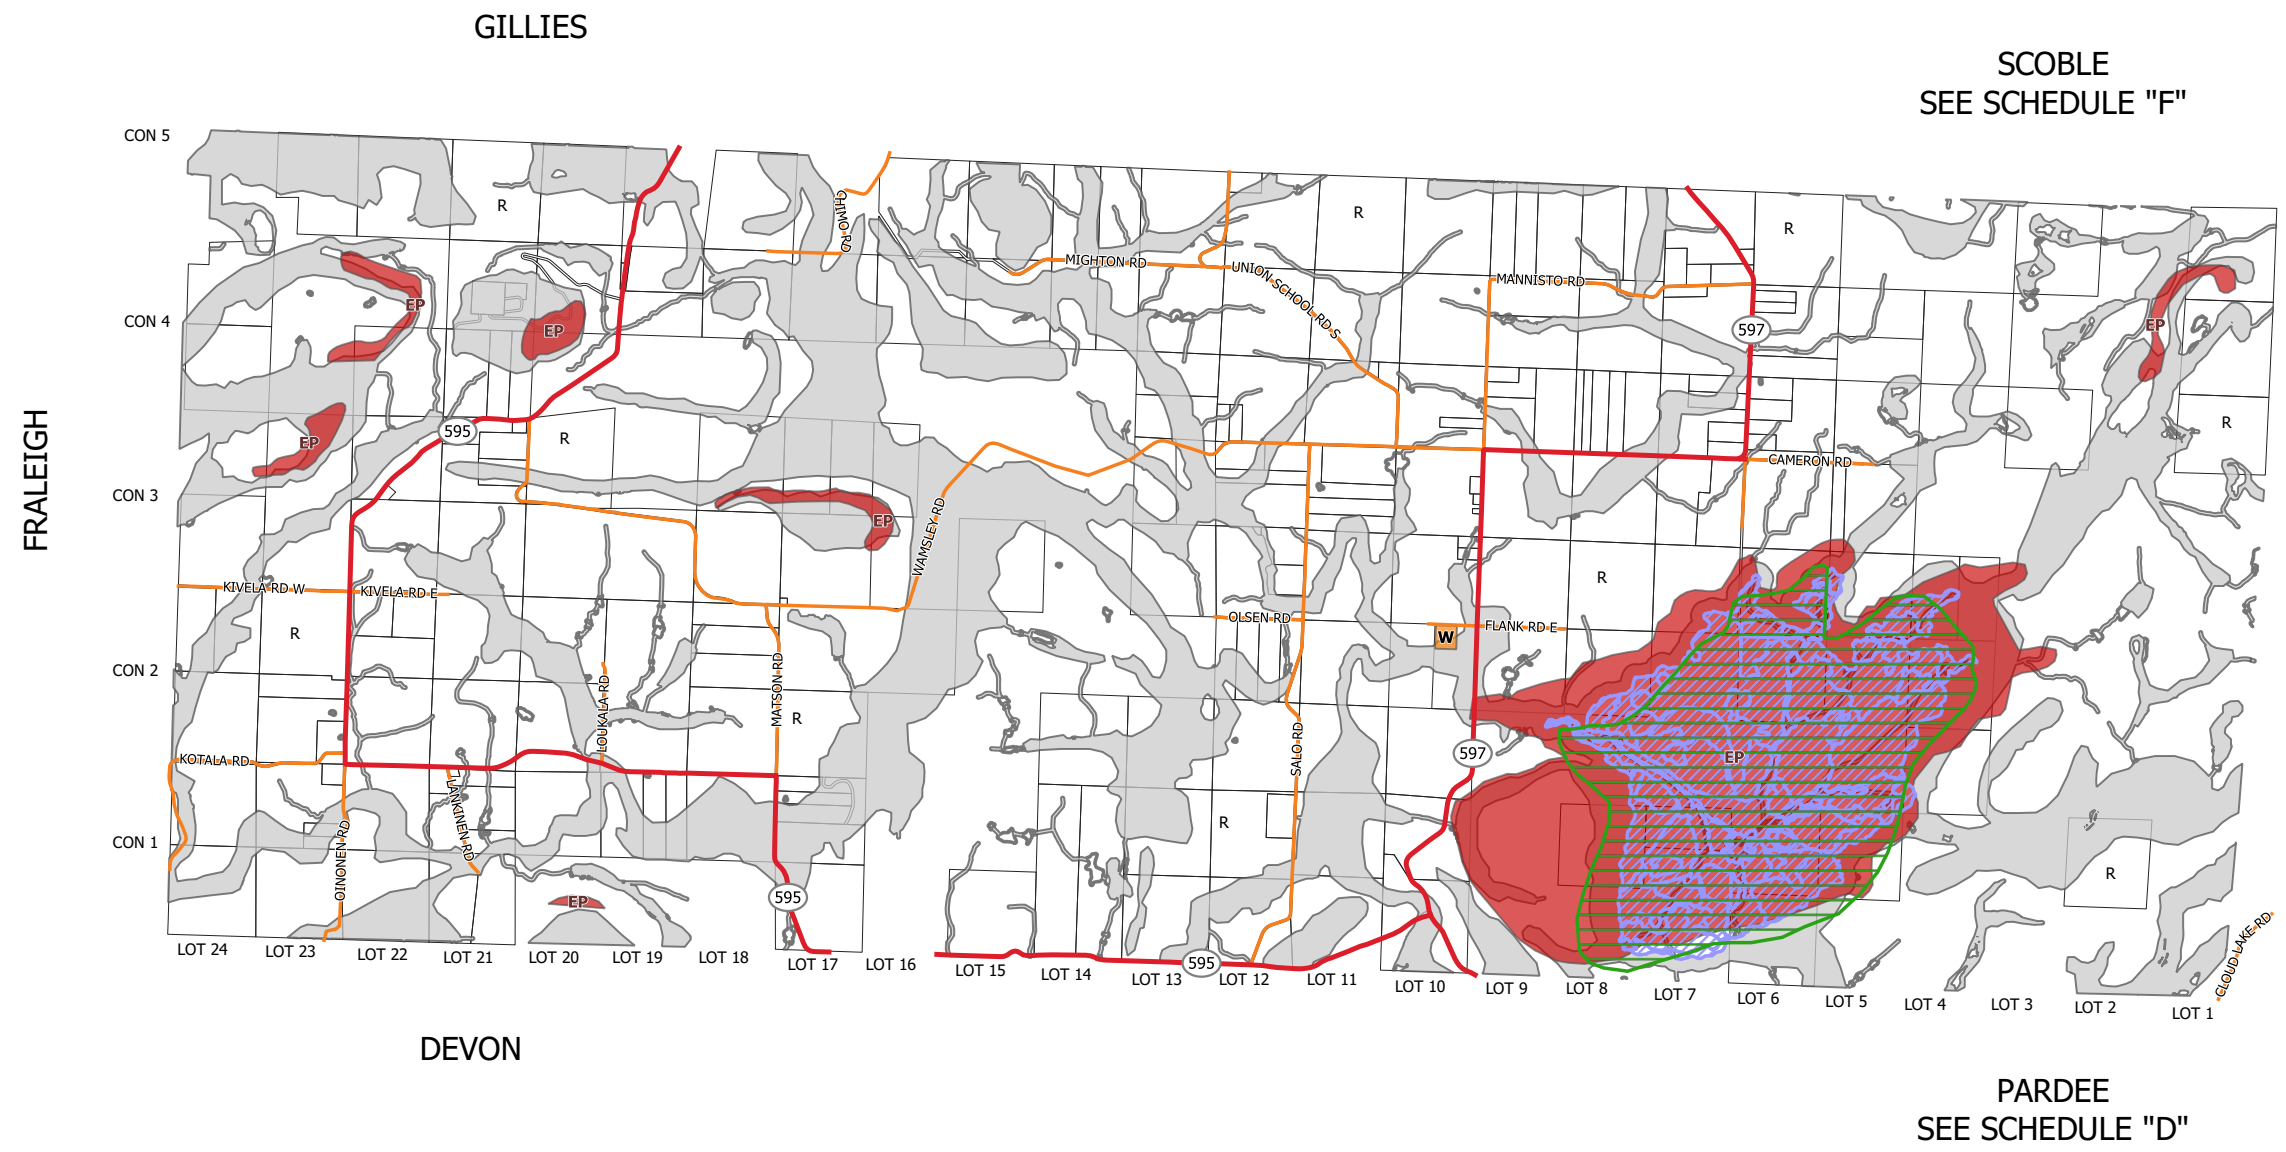 GILLIES
SCOBLE
SEE SCHEDULE "F"
CON 5
R
R
R
CHIMO RD
MIGHTON RD
UNION SCHOOL RD S
MANNISTO RD
EP
EP
EP
CON 4
597
R
595
R
EP
FRALEIGH
CAMERON RD
CON 3
EP
WAMSLEY RD
R
KIVELA RD W
KIVELA RD E
OLSEN RD
FLANK RD E
W
R
CON 2
LOUKALA RD
MATSON RD
R
SALO RD
597
EP
KOTALA RD
LANKINEN RD
OINONEN RD
R
CON 1
R
EP
595
595
CLOUD LAKE RD
LOT 24
LOT 23
LOT 22
LOT 21
LOT 20
LOT 19
LOT 18
LOT 17
LOT 16
LOT 15
LOT 14
LOT 13
LOT 12
LOT 11
LOT 10
LOT 9
LOT 8
LOT 7
LOT 6
LOT 5
LOT 4
LOT 3
LOT 2
LOT 1
DEVON
PARDEE
SEE SCHEDULE "D"